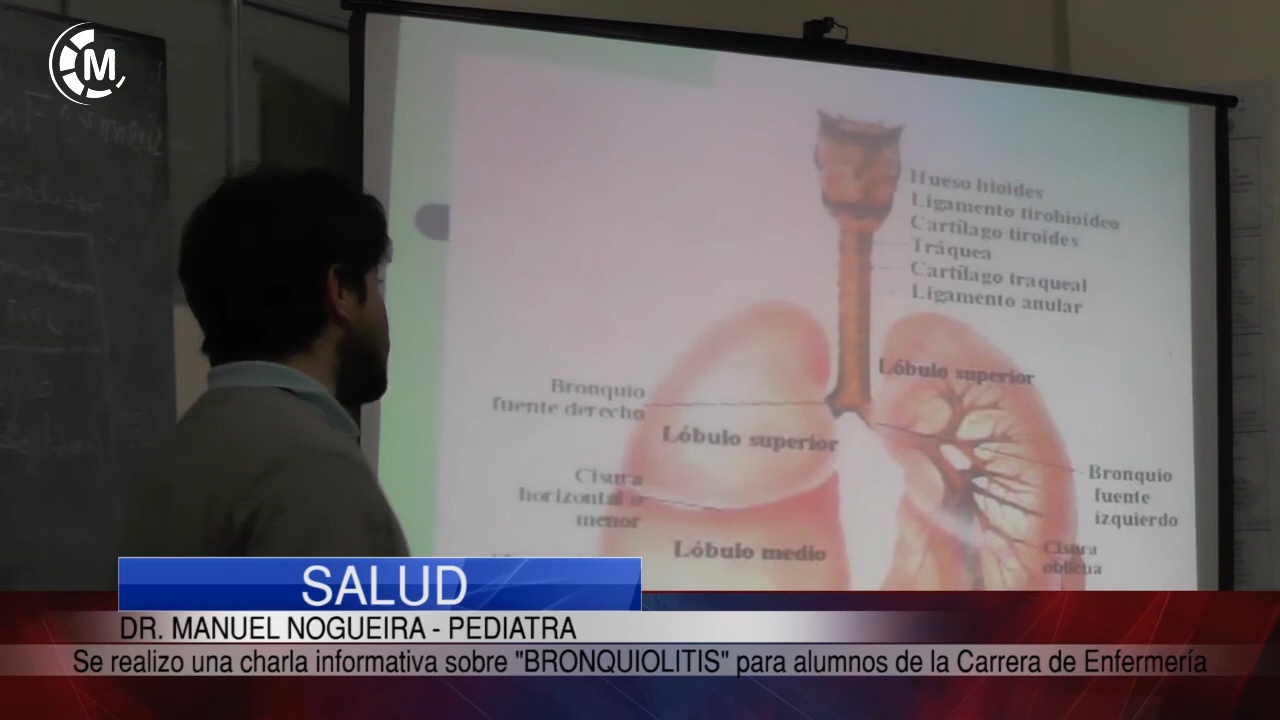 M
Hueso hioides
Ligamento tirohioideo
Cartílago tiroides
Tráquea
Cartílago traqueal
Ligamento anular
Lóbulo superior
Bronquio
fuente derecho
Lóbulo superior
Cisura
horizontal o
menor
Bronquio
fuente
izquierdo
Lóbulo medio
Cisura
oblicua
SALUD
DR. MANUEL NOGUEIRA - PEDIATRA
Se realizo una charla informativa sobre "BRONQUIOLITIS" para alumnos de la Carrera de Enfermería